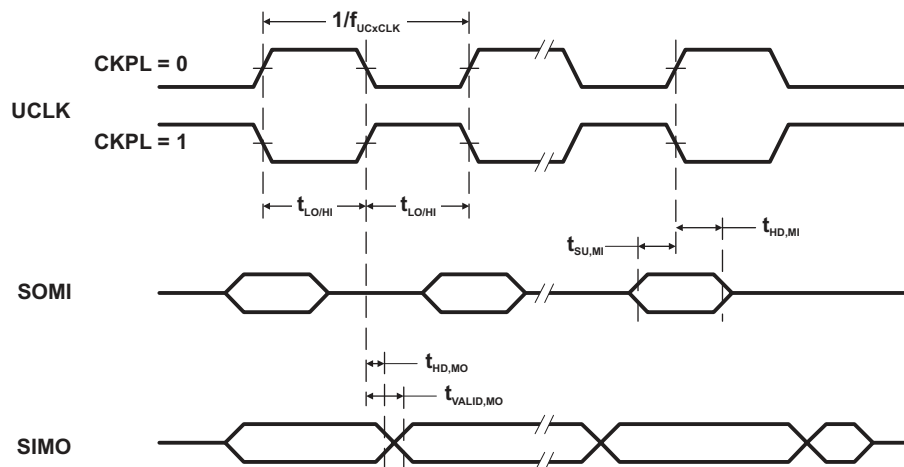 1/fUCxCLK
CKPL = 0
UCLK
CKPL = 1
tLO/HI tLO/HI
tSU,MI tHD,MI
SOMI
tHD,MO
tVALID,MO
SIMO